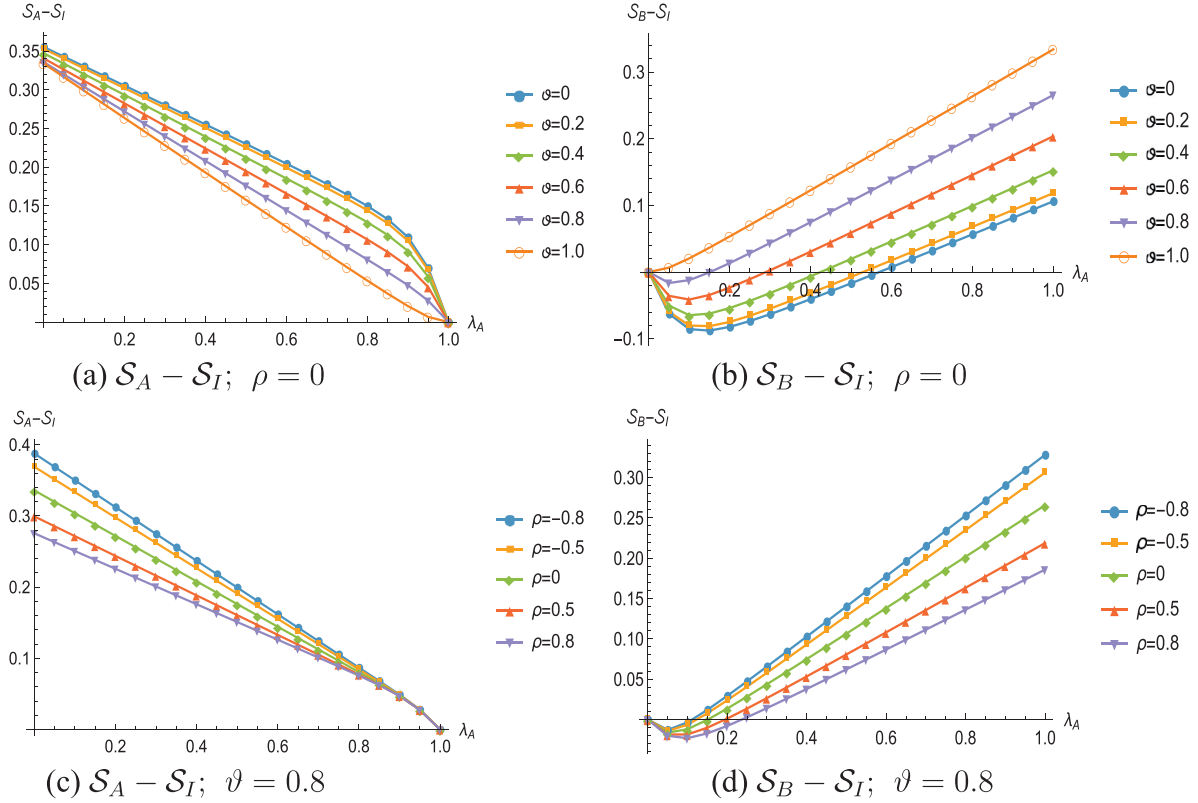 S_A–S_I
0.35
0.30
0.25
0.20
0.15
0.10
0.05
0.2 0.4 0.6 0.8 1.0
λ_A
ϑ=0
ϑ=0.2
ϑ=0.4
ϑ=0.6
ϑ=0.8
ϑ=1.0
(a) S_A − S_I; ρ = 0
S_B–S_I
0.3
0.2
0.1
−0.1
0.2 0.4 0.6 0.8 1.0
λ_A
ϑ=0
ϑ=0.2
ϑ=0.4
ϑ=0.6
ϑ=0.8
ϑ=1.0
(b) S_B − S_I; ρ = 0
S_A–S_I
0.4
0.3
0.2
0.1
0.2 0.4 0.6 0.8 1.0
λ_A
ρ=−0.8
ρ=−0.5
ρ=0
ρ=0.5
ρ=0.8
(c) S_A − S_I; ϑ = 0.8
S_B–S_I
0.30
0.25
0.20
0.15
0.10
0.05
0.00
0.2 0.4 0.6 0.8 1.0
λ_A
ρ=−0.8
ρ=−0.5
ρ=0
ρ=0.5
ρ=0.8
(d) S_B − S_I; ϑ = 0.8